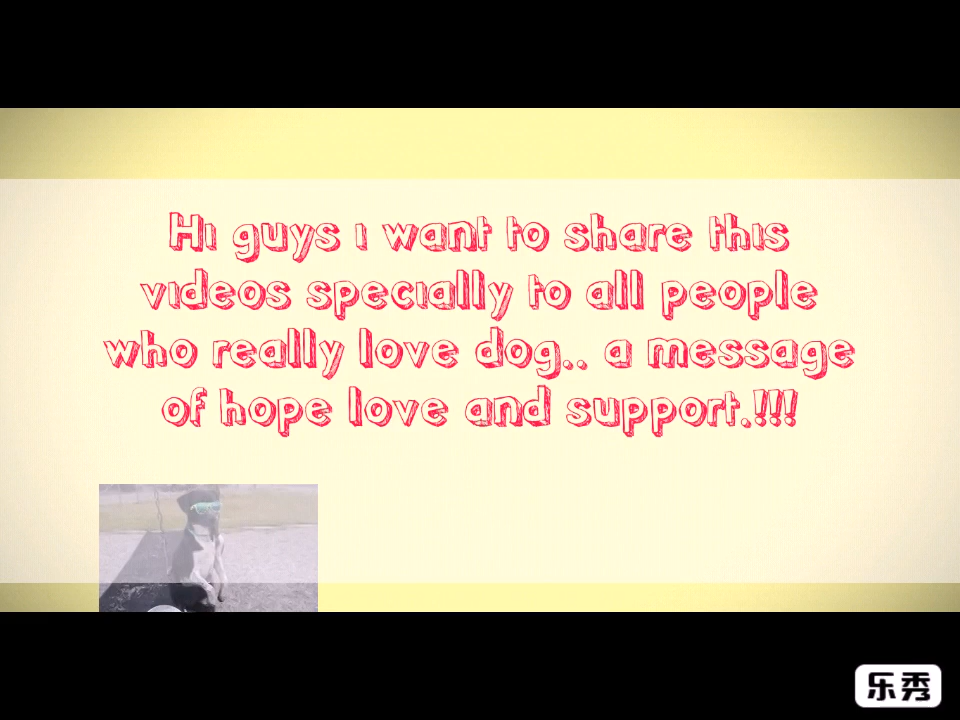 Hi guys i want to share this
videos specially to all people
who really love dog.. a message
of hope love and support.!!!
乐秀